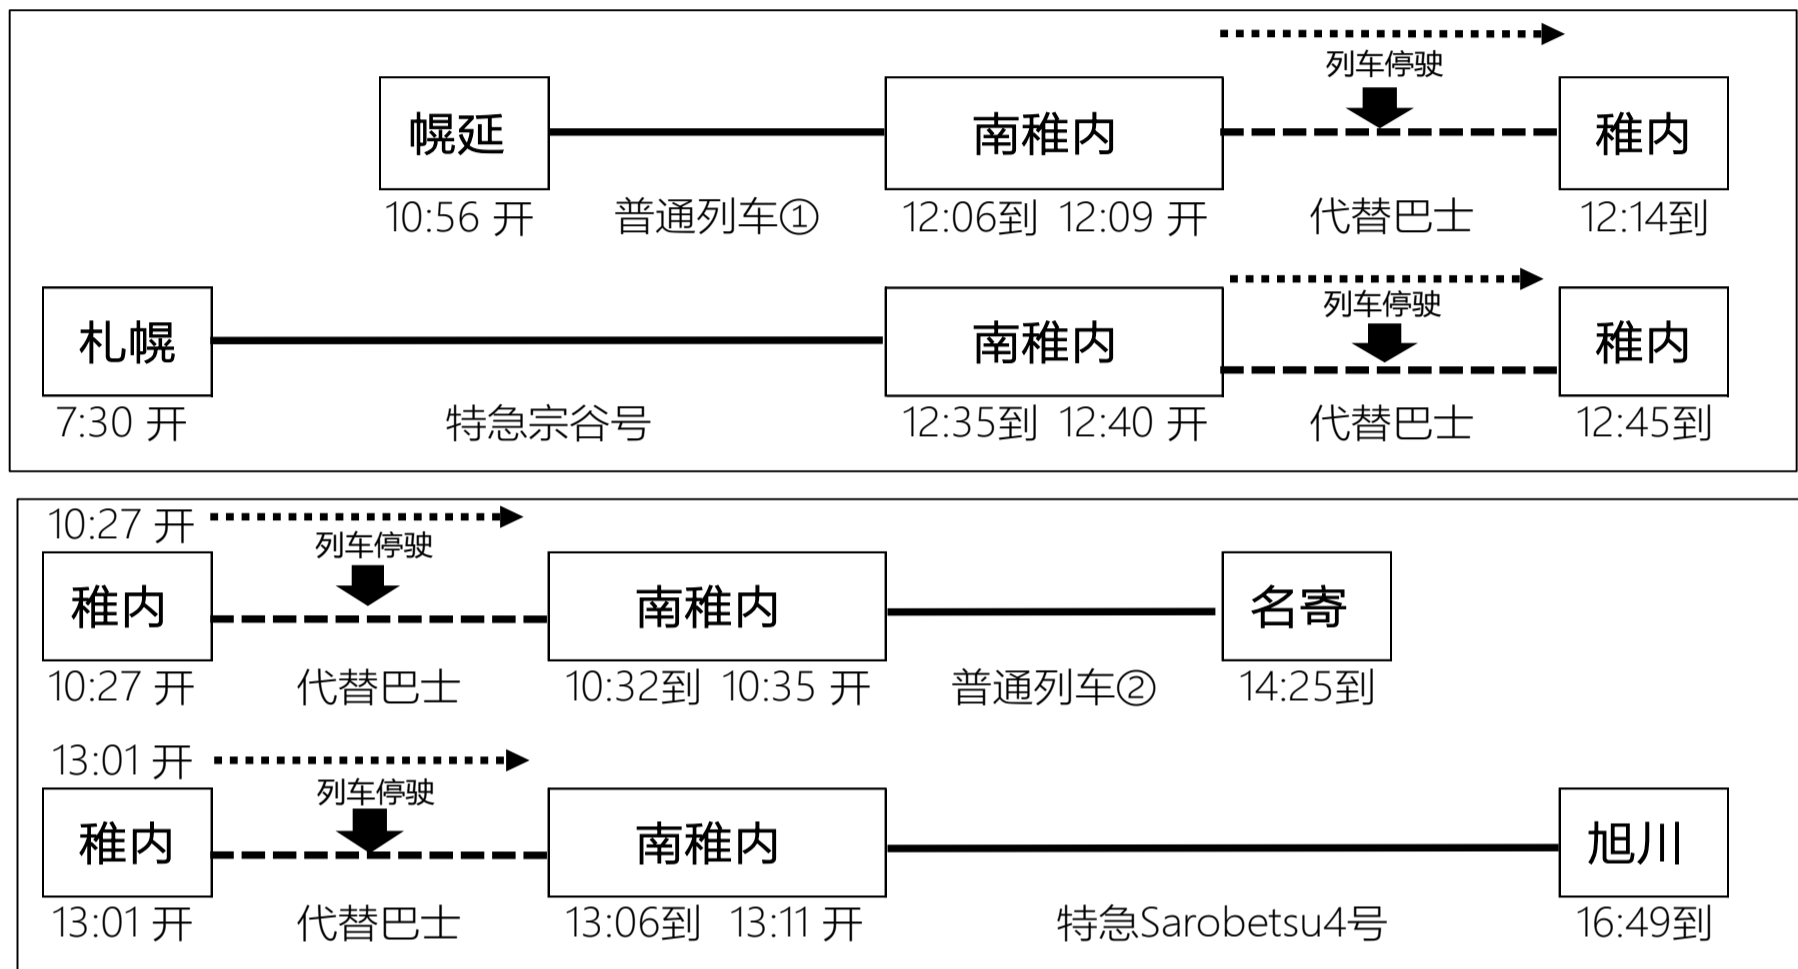 列车停驶
幌延 南稚内 稚内
10:56 开 普通列车① 12:06到 12:09 开 代替巴士 12:14到
列车停驶
札幌 南稚内 稚内
7:30 开 特急宗谷号 12:35到 12:40 开 代替巴士 12:45到
10:27 开
列车停驶
稚内 南稚内 名寄
10:27 开 代替巴士 10:32到 10:35 开 普通列车② 14:25到
13:01 开
列车停驶
稚内 南稚内 旭川
13:01 开 代替巴士 13:06到 13:11 开 特急Sarobetsu4号 16:49到